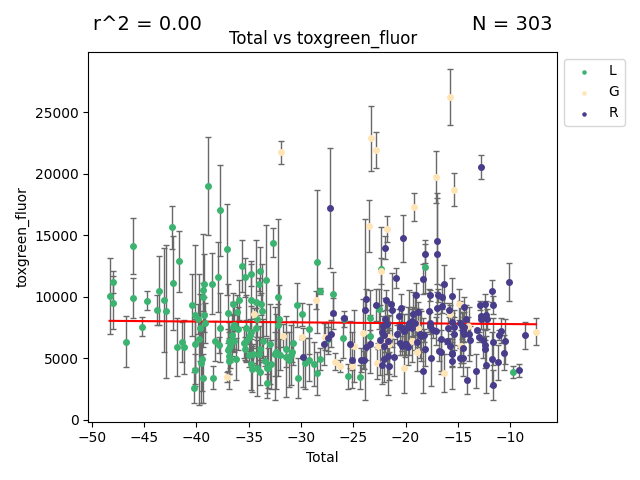 r^2 = 0.00
N = 303
Total vs toxgreen_fluor
L
G
R
25000
20000
15000
10000
5000
0
toxgreen_fluor
−50 −45 −40 −35 −30 −25 −20 −15 −10
Total